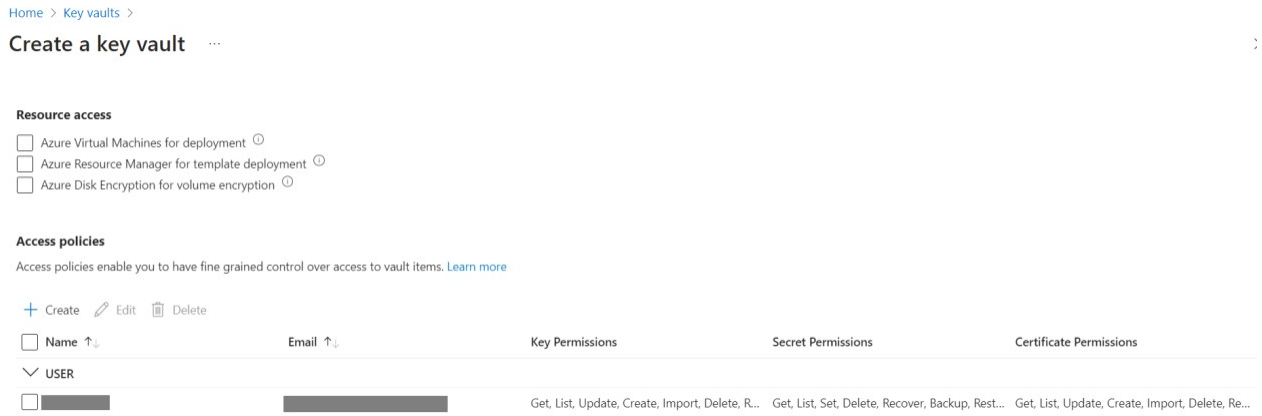 Home > Key vaults >
Create a key vault ...
Resource access
Azure Virtual Machines for deployment
Azure Resource Manager for template deployment
Azure Disk Encryption for volume encryption
Access policies
Access policies enable you to have fine grained control over access to vault items. Learn more
+ Create Edit Delete
Name ↑↓ Email ↑↓ Key Permissions Secret Permissions Certificate Permissions
USER
Get, List, Update, Create, Import, Delete, R... Get, List, Set, Delete, Recover, Backup, Rest... Get, List, Update, Create, Import, Delete, Re...